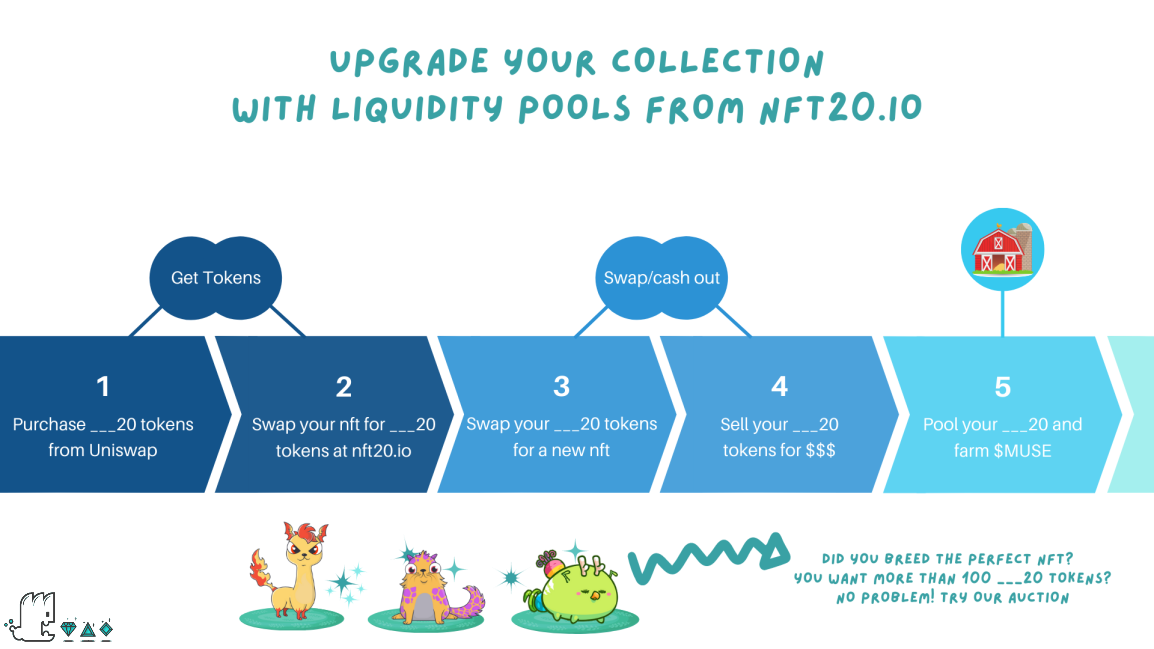 UPGRADE YOUR COLLECTION
WITH LIQUIDITY POOLS FROM NFT20.IO
Get Tokens
Swap/cash out
1
Purchase ___20 tokens
from Uniswap
2
Swap your nft for ___20
tokens at nft20.io
3
Swap your ___20 tokens
for a new nft
4
Sell your ___20
tokens for $$$
5
Pool your ___20 and
farm $MUSE
DID YOU BREED THE PERFECT NFT?
YOU WANT MORE THAN 100 ___20 TOKENS?
NO PROBLEM! TRY OUR AUCTION